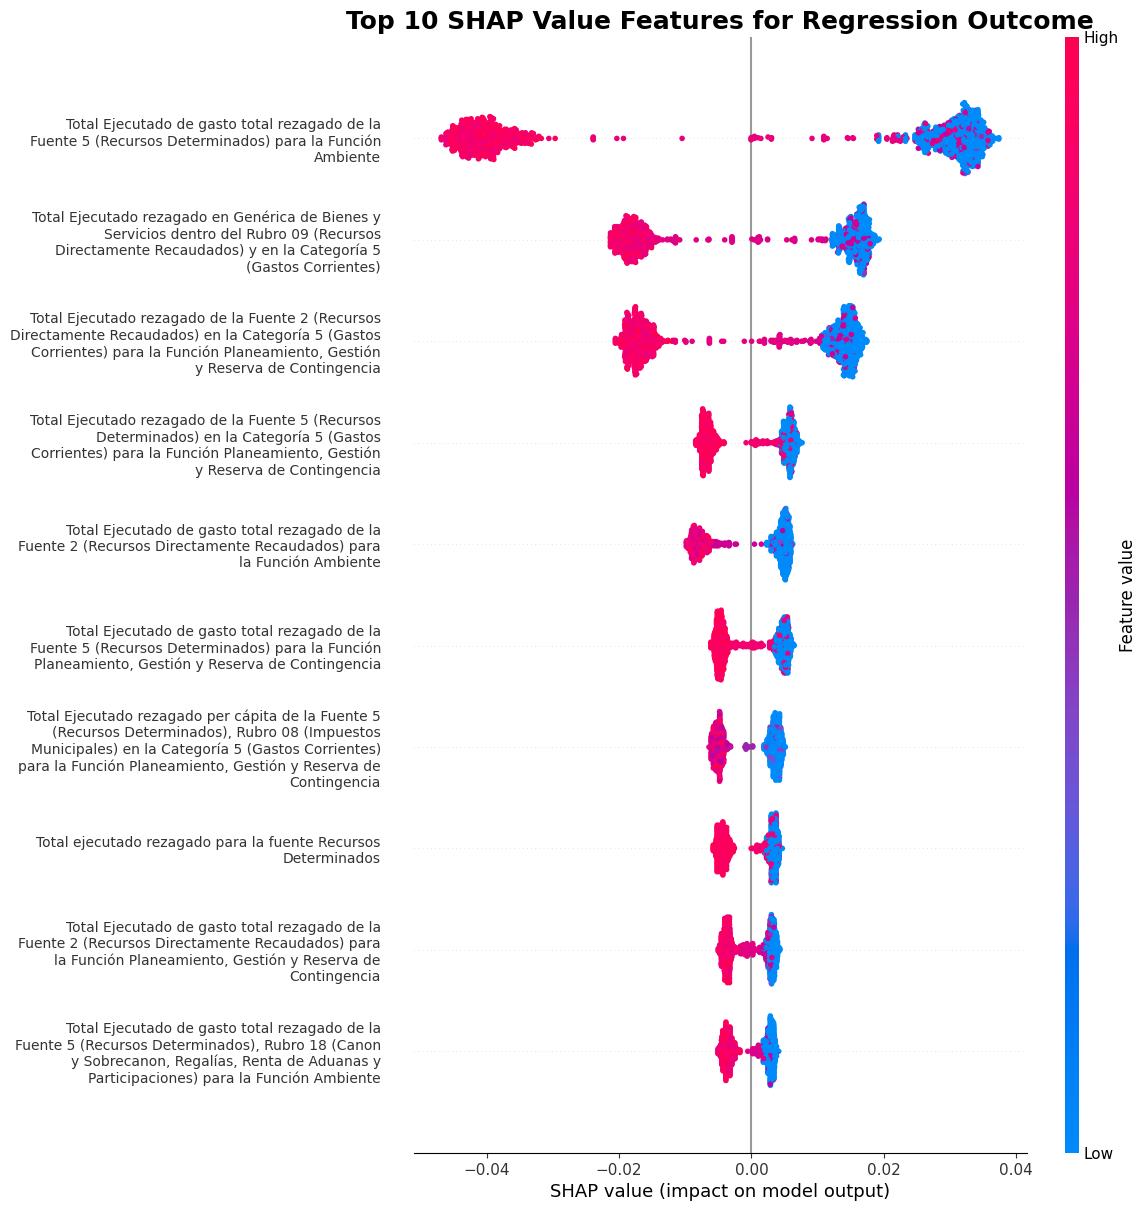 Top 10 SHAP Value Features for Regression Outcome
High
Total Ejecutado de gasto total rezagado de la
Fuente 5 (Recursos Determinados) para la Función
Ambiente
Total Ejecutado rezagado en Genérica de Bienes y
Servicios dentro del Rubro 09 (Recursos
Directamente Recaudados) y en la Categoría 5
(Gastos Corrientes)
Total Ejecutado rezagado de la Fuente 2 (Recursos
Directamente Recaudados) en la Categoría 5 (Gastos
Corrientes) para la Función Planeamiento, Gestión
y Reserva de Contingencia
Total Ejecutado rezagado de la Fuente 5 (Recursos
Determinados) en la Categoría 5 (Gastos
Corrientes) para la Función Planeamiento, Gestión
y Reserva de Contingencia
Total Ejecutado de gasto total rezagado de la
Fuente 2 (Recursos Directamente Recaudados) para
la Función Ambiente
Total Ejecutado de gasto total rezagado de la
Fuente 5 (Recursos Determinados) para la Función
Planeamiento, Gestión y Reserva de Contingencia
Total Ejecutado rezagado per cápita de la Fuente 5
(Recursos Determinados), Rubro 08 (Impuestos
Municipales) en la Categoría 5 (Gastos Corrientes)
para la Función Planeamiento, Gestión y Reserva de
Contingencia
Total ejecutado rezagado para la fuente Recursos
Determinados
Total Ejecutado de gasto total rezagado de la
Fuente 2 (Recursos Directamente Recaudados) para
la Función Planeamiento, Gestión y Reserva de
Contingencia
Total Ejecutado de gasto total rezagado de la
Fuente 5 (Recursos Determinados), Rubro 18 (Canon
y Sobrecanon, Regalías, Renta de Aduanas y
Participaciones) para la Función Ambiente
Feature value
Low
−0.04 −0.02 0.00 0.02 0.04
SHAP value (impact on model output)